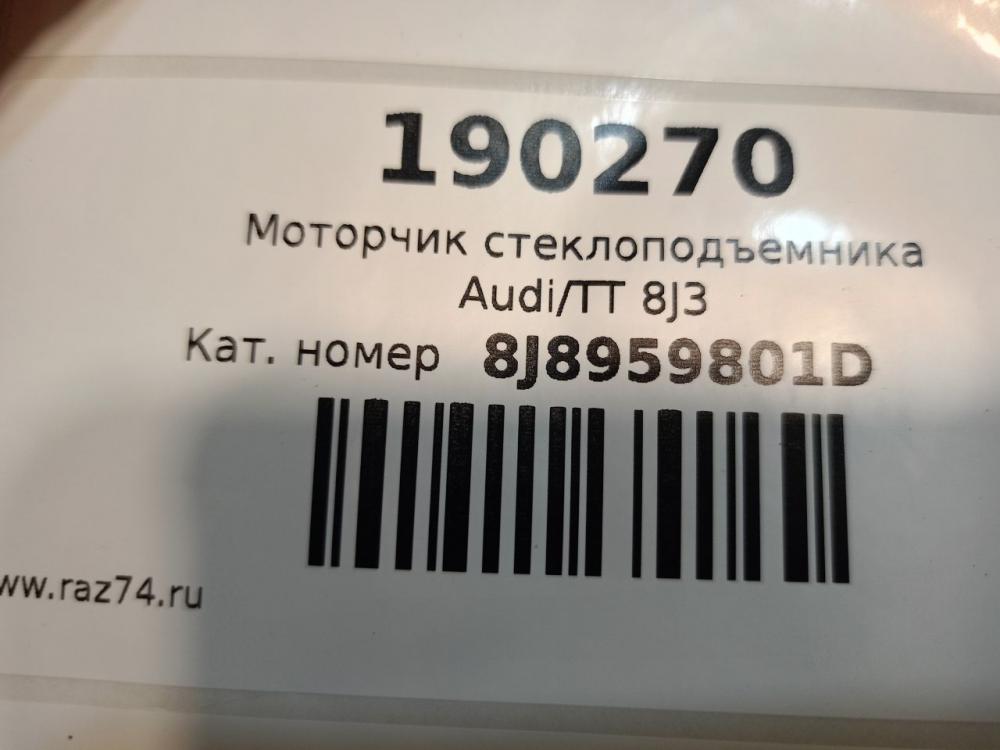 190270
Моторчик стеклоподъемника
Audi/TT 8J3
Кат. номер 8J8959801D
ww.raz74.ru